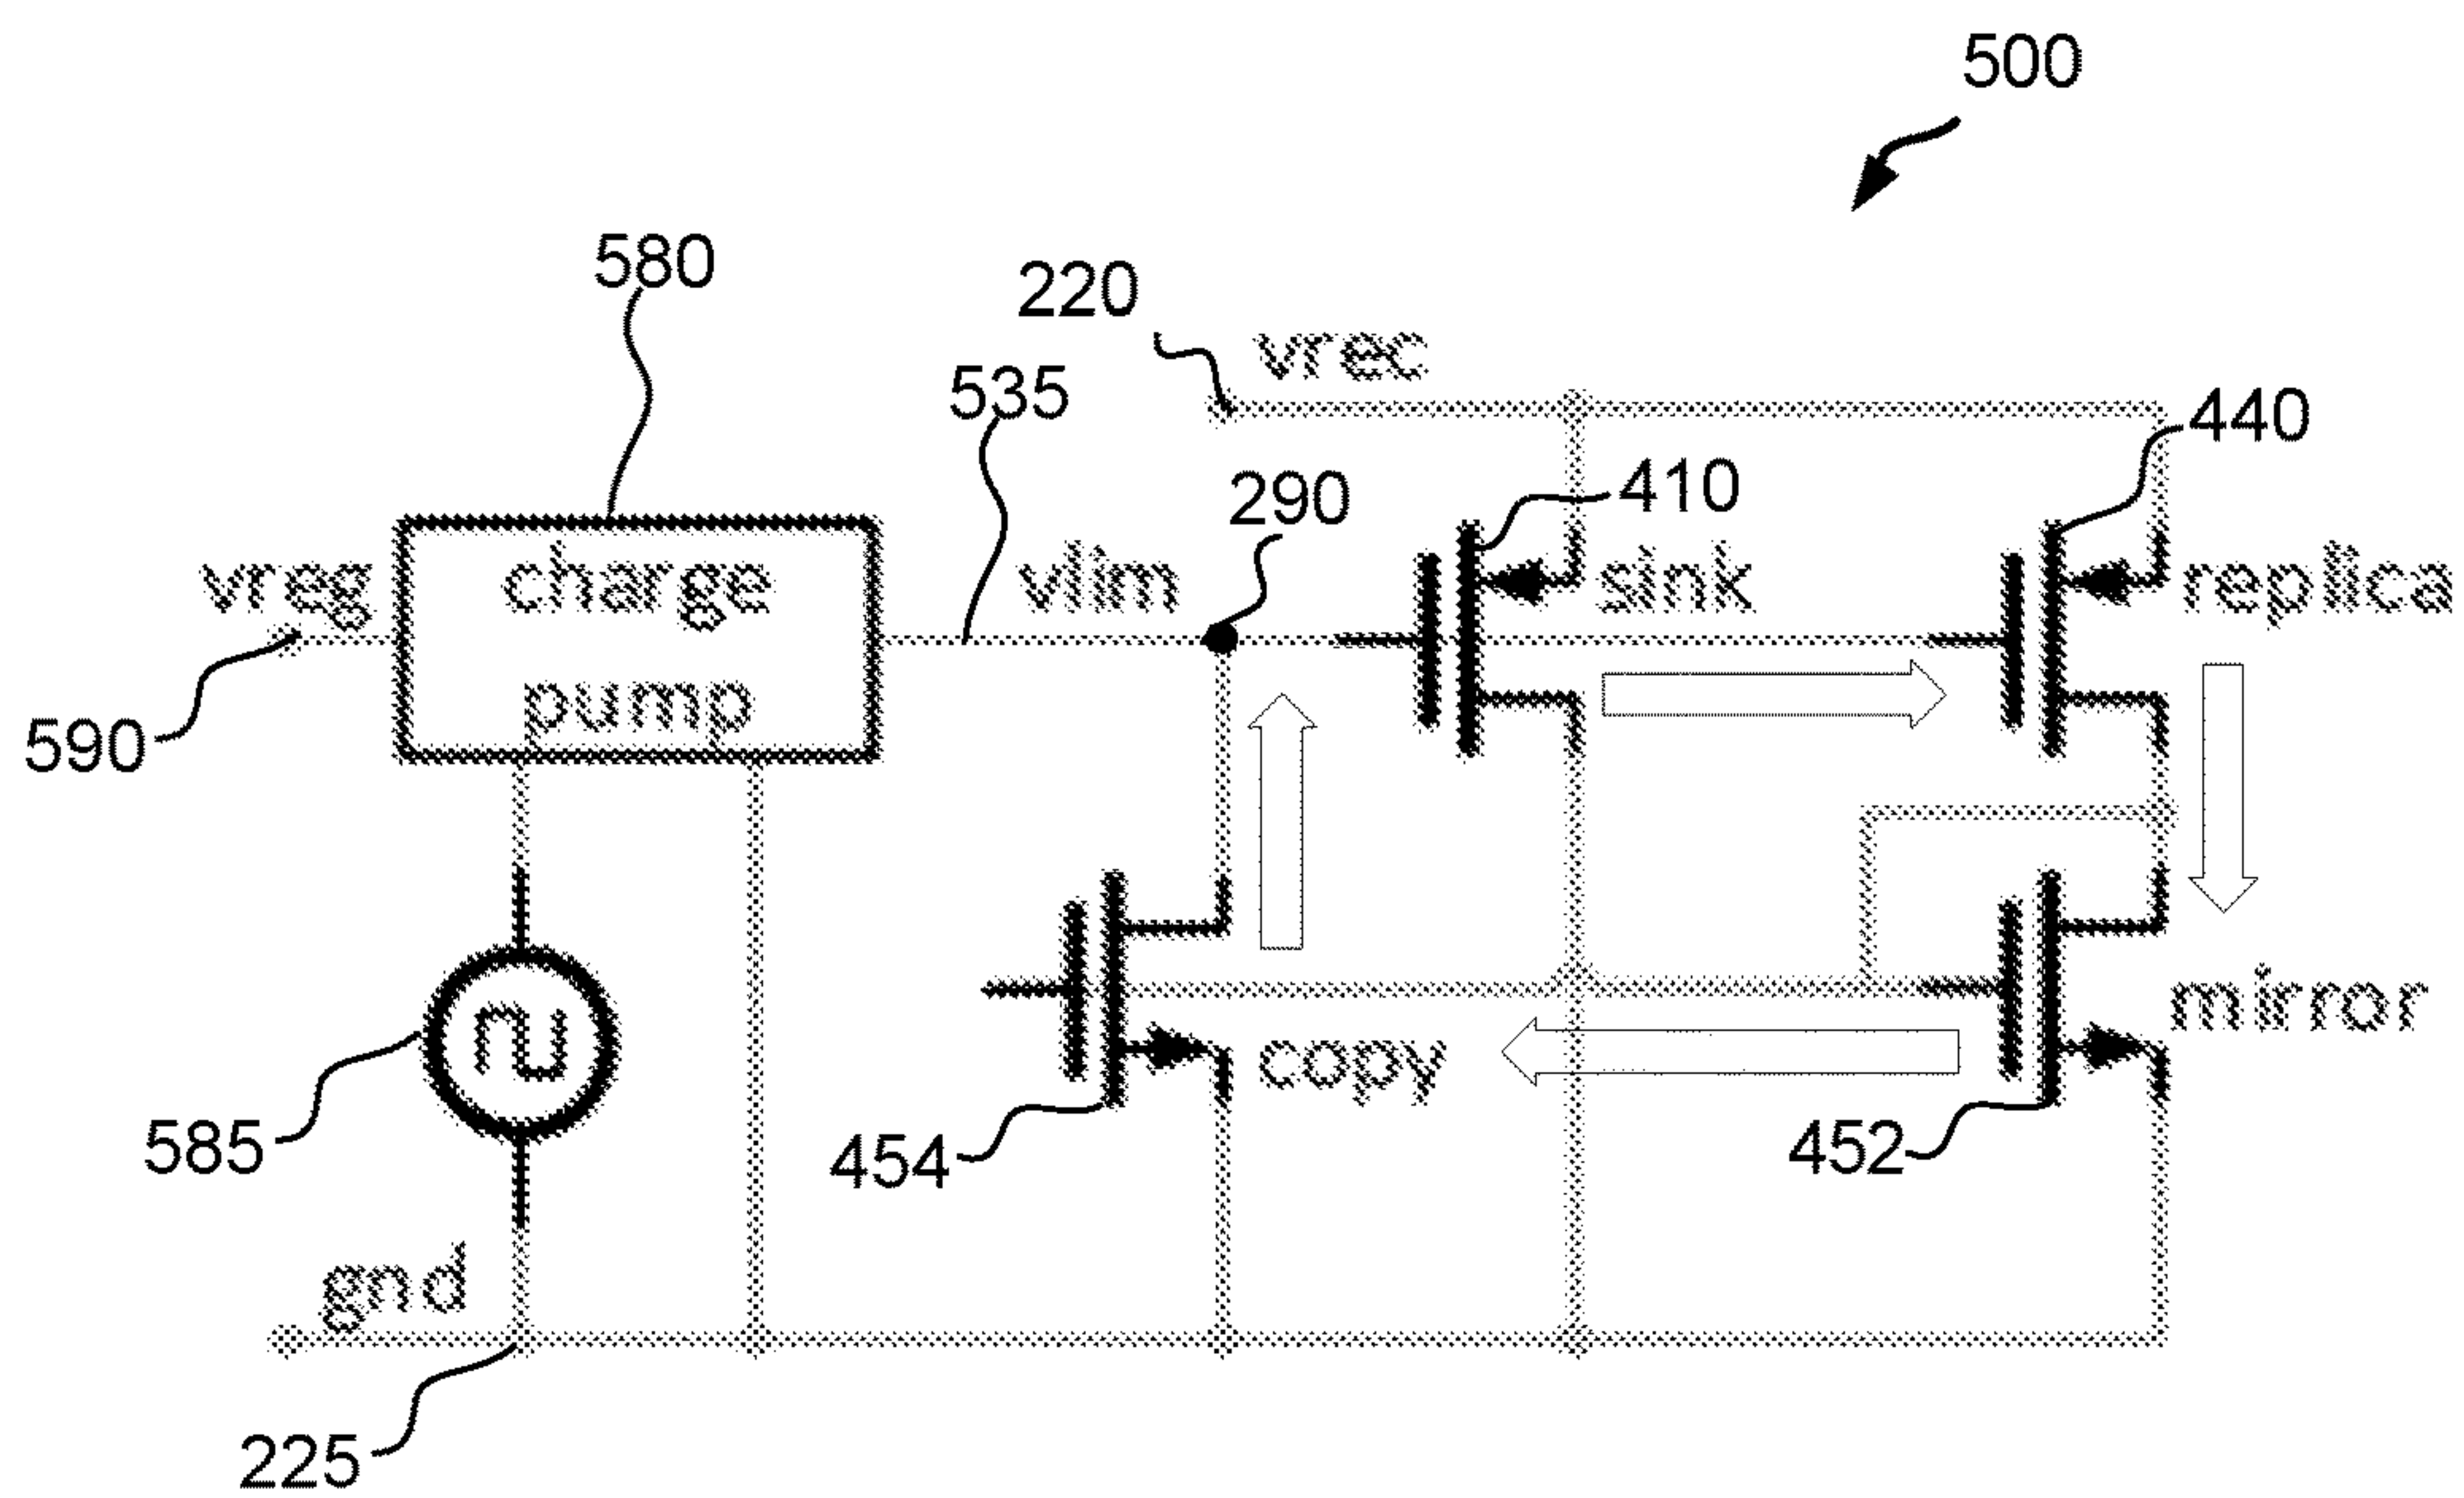 500
580
220
vrec
535
440
290
410
vreg
charge
pump
vlim
sink
replica
590
mirror
copy
585
454
452
gnd
225